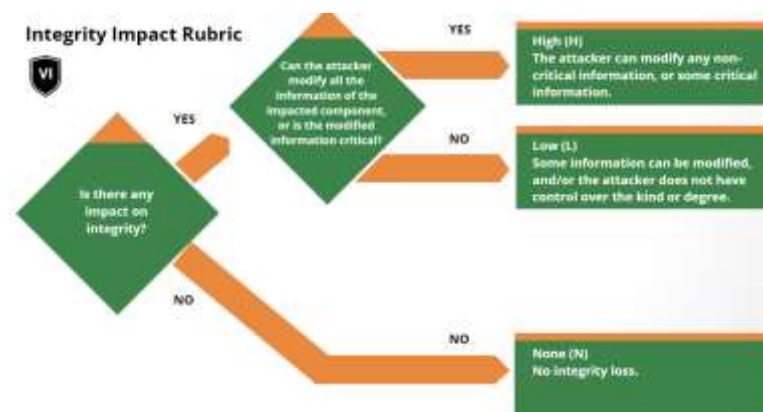 Integrity Impact Rubric
VI
YES
Can the attacker
modify all the
information of the
impacted component,
or is the modified
information critical?
YES
High (H)
The attacker can modify any non-
critical information, or some critical
information.
NO
Low (L)
Some information can be modified,
and/or the attacker does not have
control over the kind or degree.
Is there any
impact on
integrity?
NO
NO
None (N)
No integrity loss.